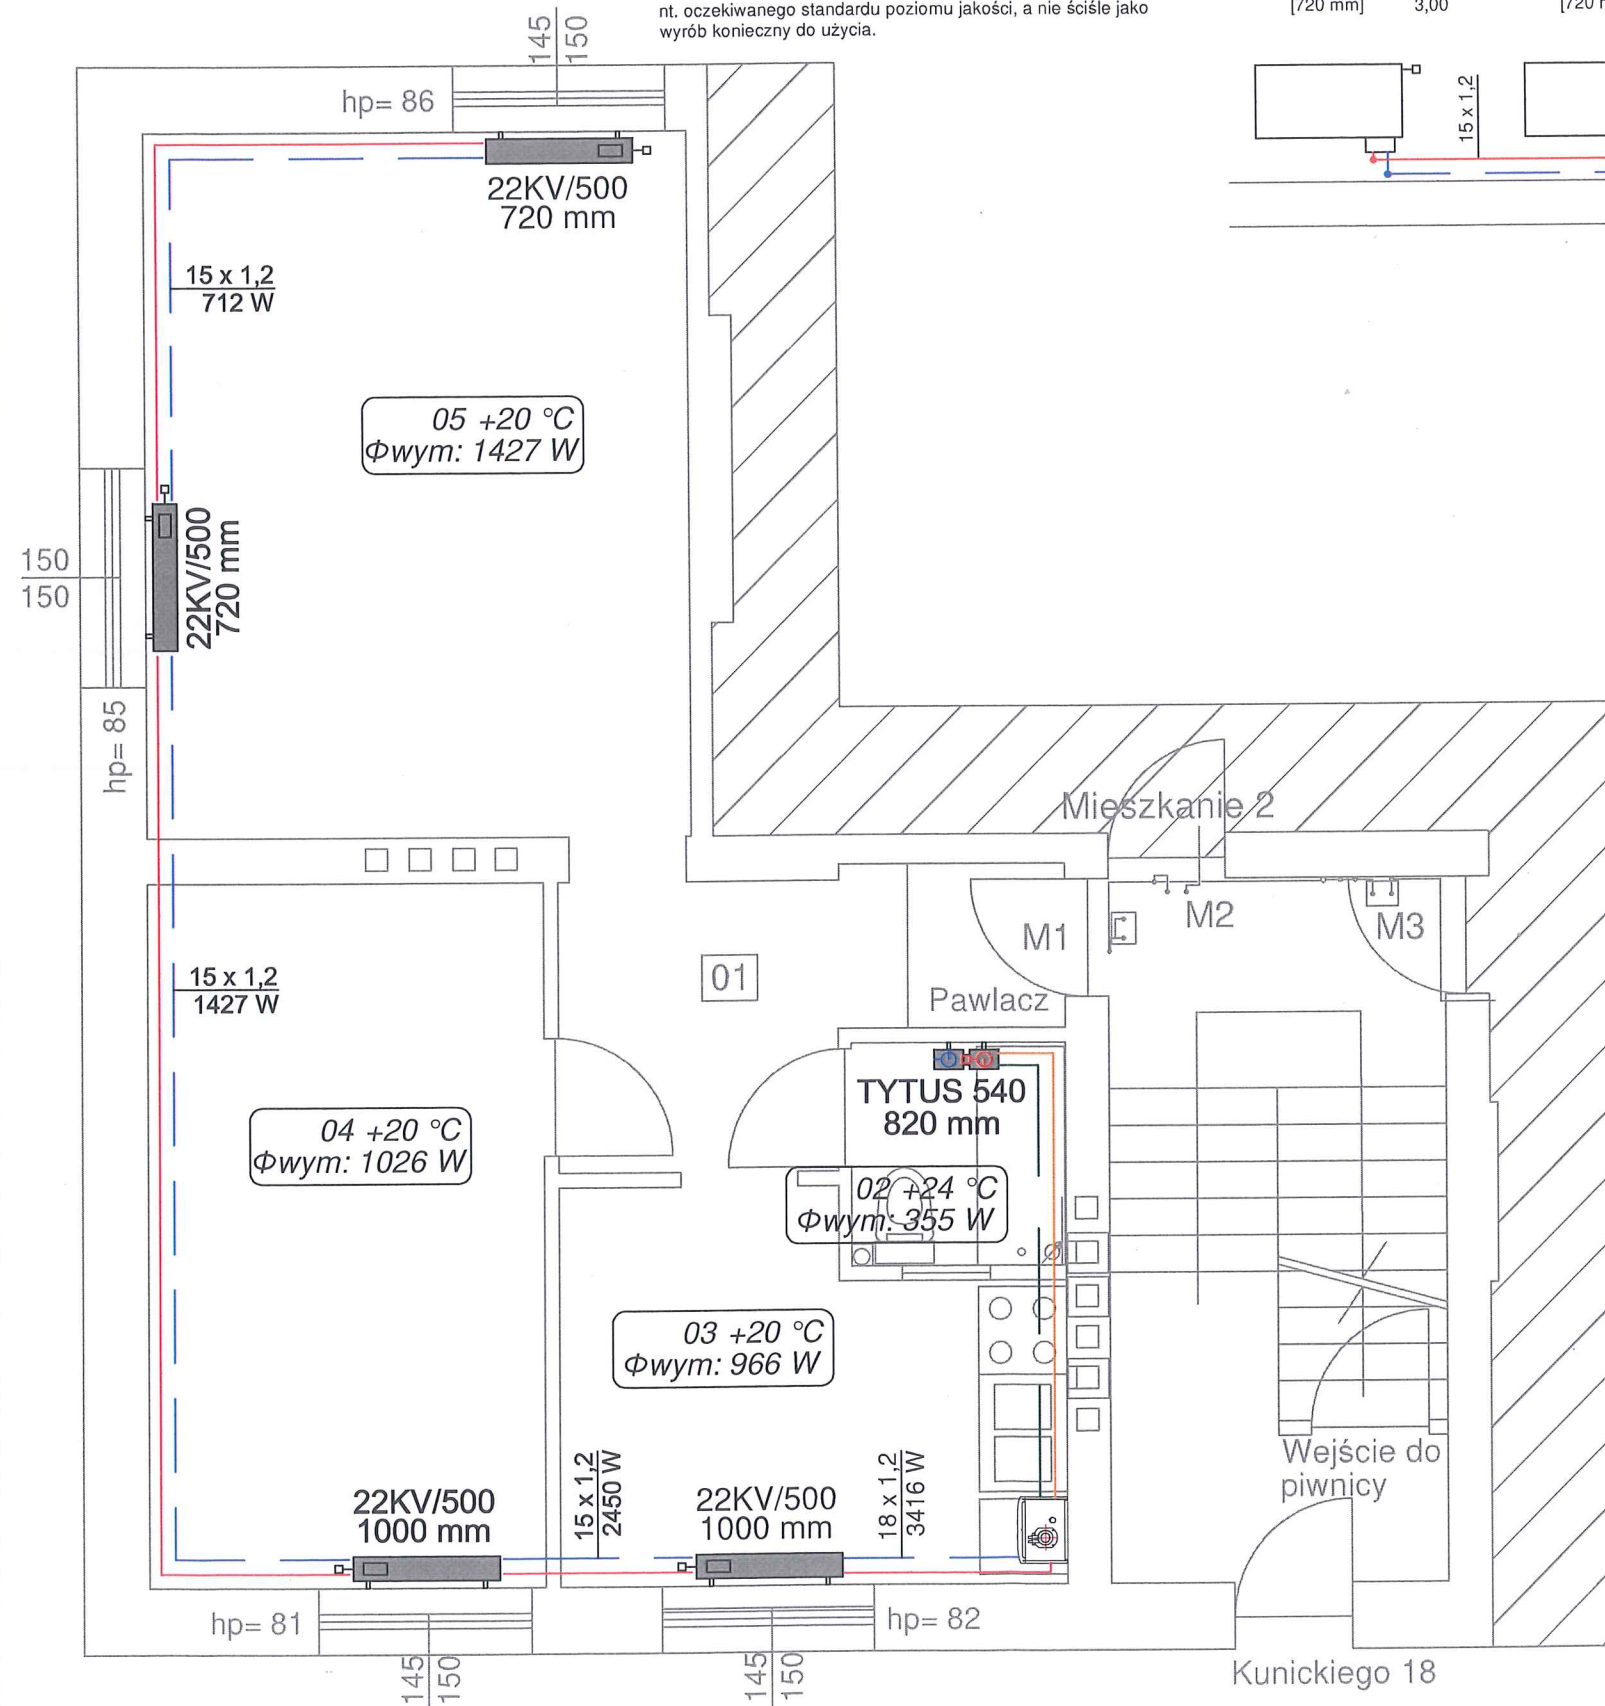 nt. oczekiwanego standardu poziomu jakości, a nie ściśle jako
wyrób konieczny do użycia.
[720 mm] 3,00
145
150
hp= 86
15 x 1,2
22KV/500
720 mm
15 x 1,2
712 W
05 +20 °C
Φwym: 1427 W
22KV/500
720 mm
150
150
hp= 85
Mieszkanie 2
M1
M2
M3
01
Pawlacz
15 x 1,2
1427 W
TYTUS 540
820 mm
04 +20 °C
Φwym: 1026 W
02 +24 °C
Φwym: 355 W
03 +20 °C
Φwym: 966 W
22KV/500
1000 mm
15 x 1,2
2450 W
22KV/500
1000 mm
18 x 1,2
3416 W
Wejście do
piwnicy
hp= 81
hp= 82
145
150
145
150
Kunickiego 18